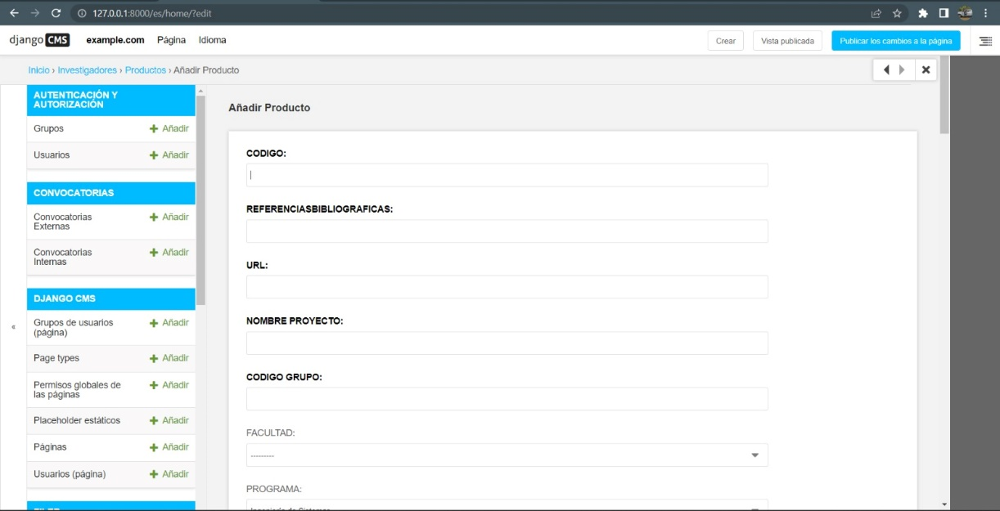 127.0.0.1:8000/es/home/?edit
django CMS example.com Página Idioma Crear Vista publicada Publicar los cambios a la página
Inicio › Investigadores › Productos › Añadir Producto
AUTENTICACIÓN Y
AUTORIZACIÓN
Grupos Añadir
Usuarios Añadir
CONVOCATORIAS
Convocatorias
Externas Añadir
Convocatorias
Internas Añadir
DJANGO CMS
Grupos de usuarios
(página) Añadir
Page types Añadir
Permisos globales de
las páginas Añadir
Placeholder estáticos Añadir
Páginas Añadir
Usuarios (página) Añadir
Añadir Producto
CODIGO:
REFERENCIASBIBLIOGRAFICAS:
URL:
NOMBRE PROYECTO:
CODIGO GRUPO:
FACULTAD:
---------
PROGRAMA:
Ingeniería de Sistemas